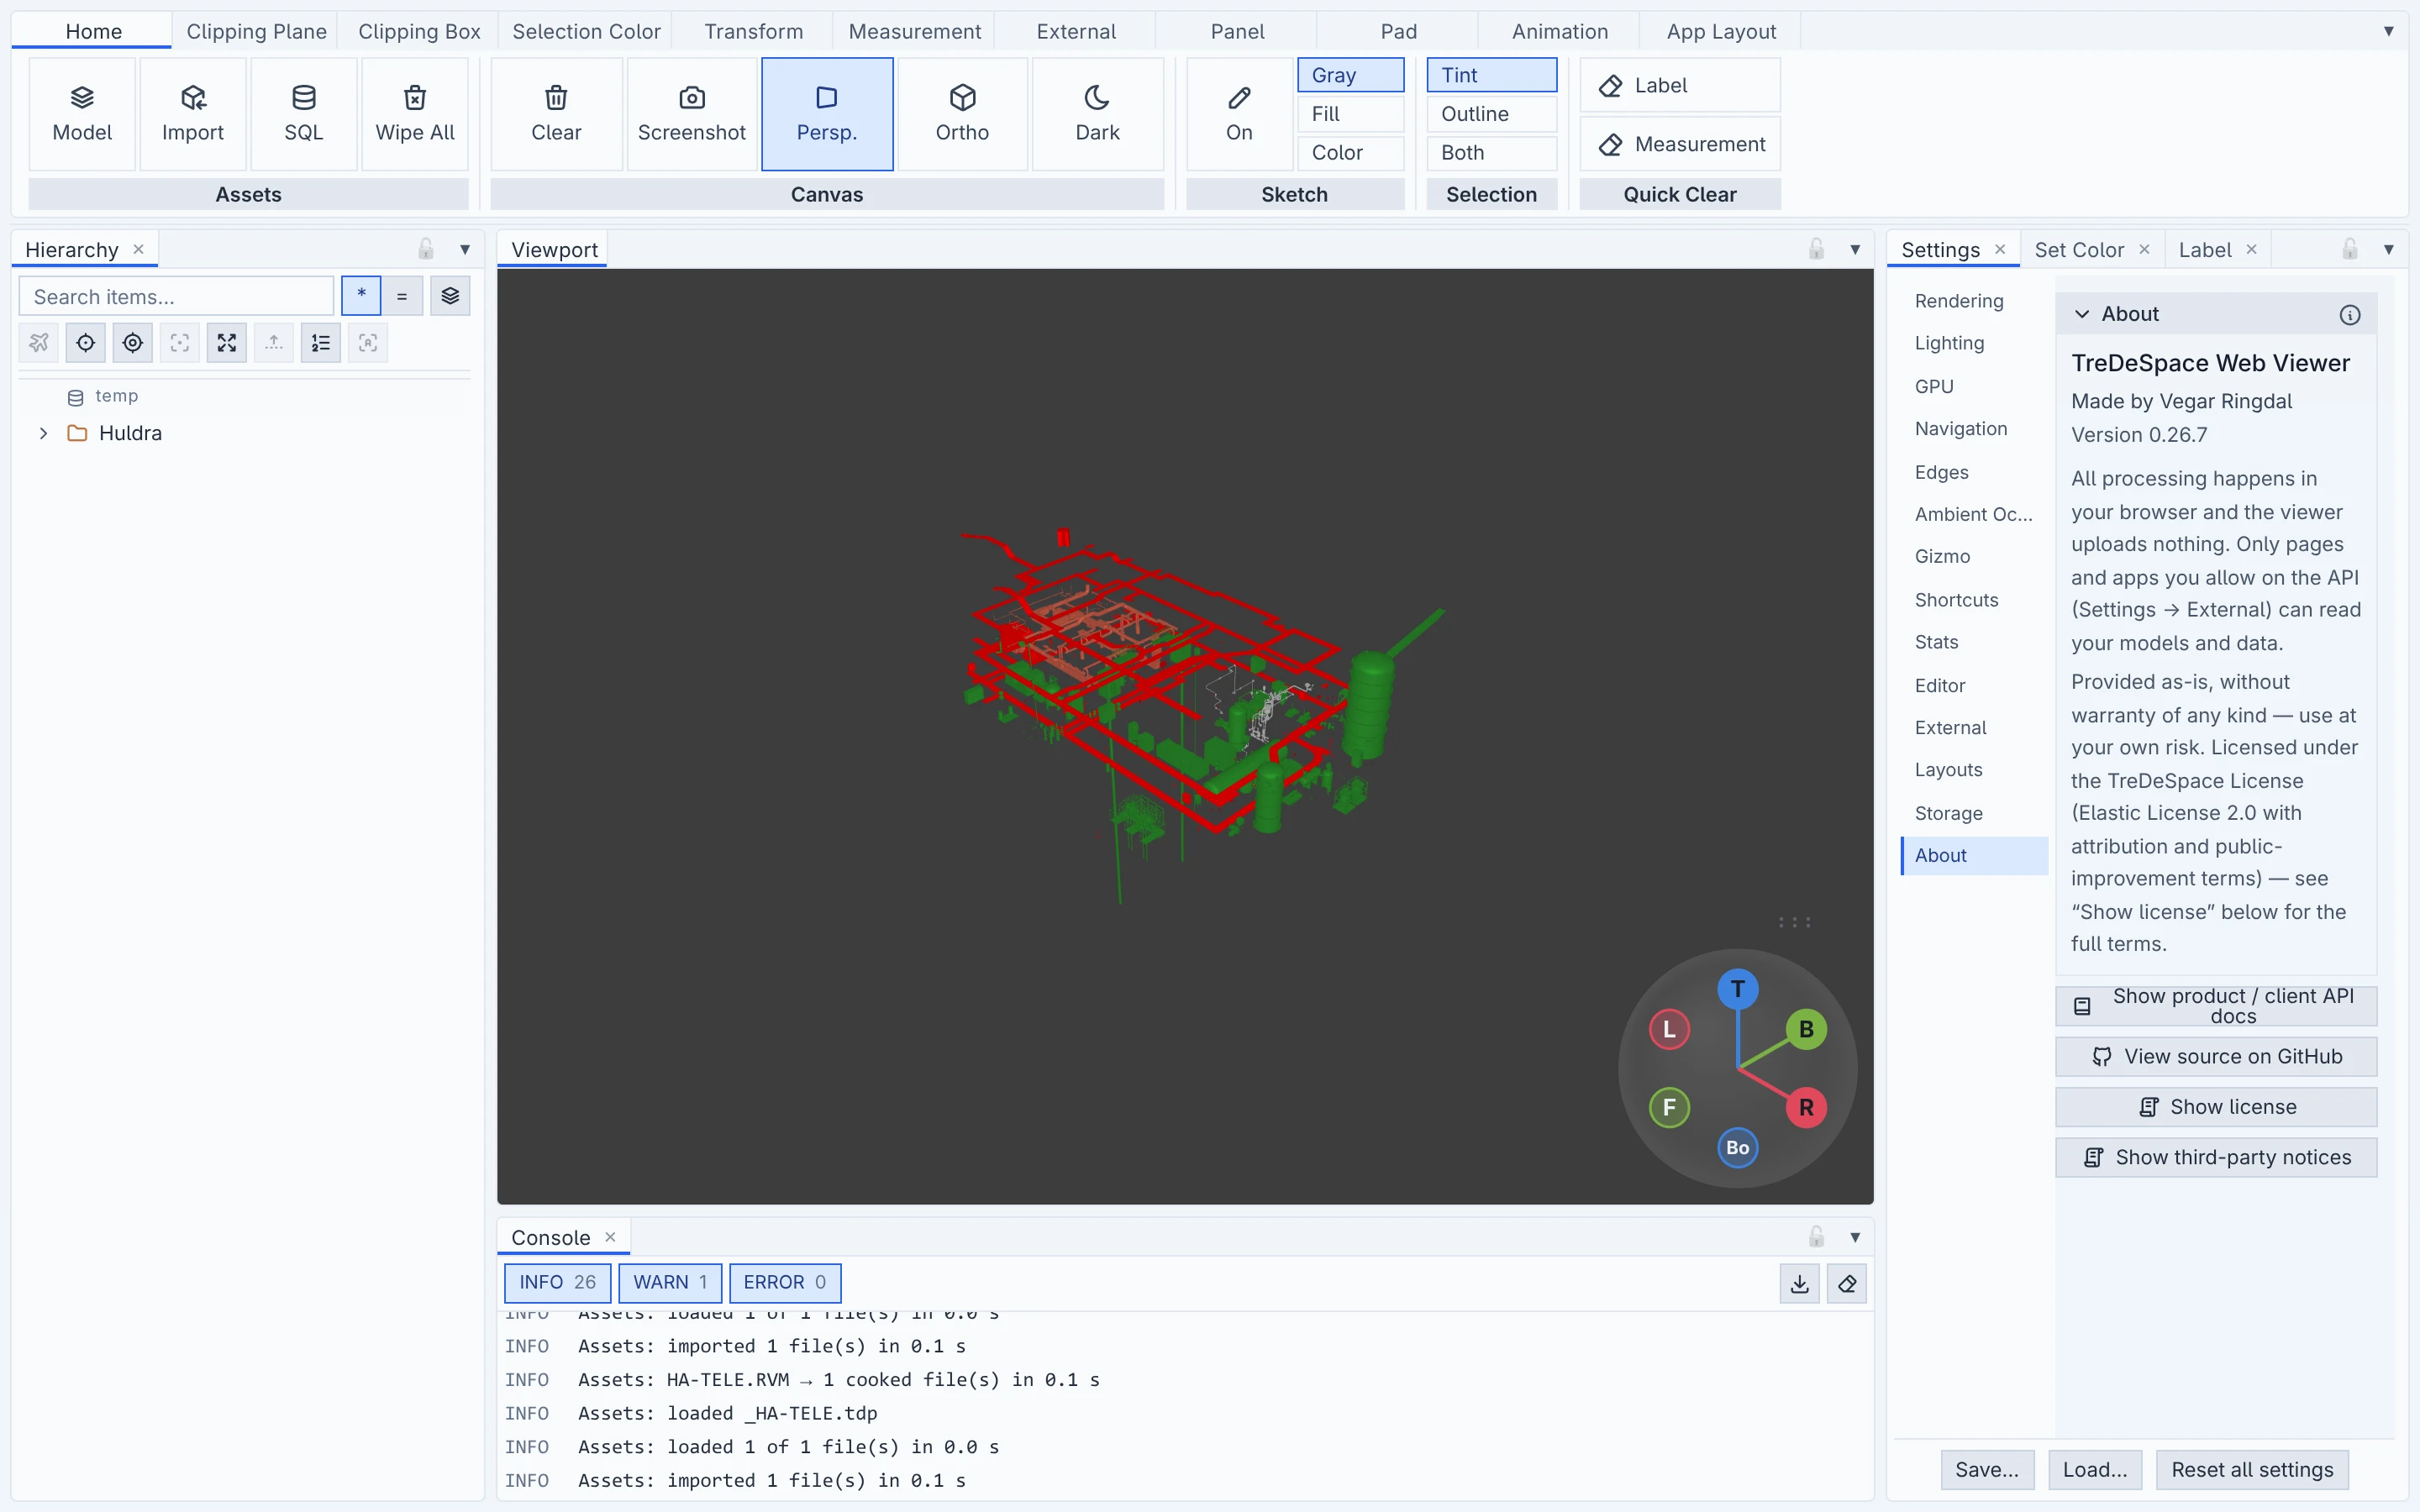 Home
Clipping Plane
Clipping Box
Selection Color
Transform
Measurement
External
Panel
Pad
Animation
App Layout
Model
Import
SQL
Wipe All
Assets
Clear
Screenshot
Persp.
Ortho
Dark
Canvas
On
Gray
Fill
Color
Sketch
Tint
Outline
Both
Selection
Label
Measurement
Quick Clear
Hierarchy
Search items...
*
=
temp
Huldra
Viewport
T
L
B
F
R
Bo
Console
INFO 26
WARN 1
ERROR 0
INFO Assets: loaded 1 of 1 file(s) in 0.0 s
INFO Assets: imported 1 file(s) in 0.1 s
INFO Assets: HA-TELE.RVM → 1 cooked file(s) in 0.1 s
INFO Assets: loaded _HA-TELE.tdp
INFO Assets: loaded 1 of 1 file(s) in 0.0 s
INFO Assets: imported 1 file(s) in 0.1 s
Settings
Set Color
Label
Rendering
Lighting
GPU
Navigation
Edges
Ambient Oc...
Gizmo
Shortcuts
Stats
Editor
External
Layouts
Storage
About
About
TreDeSpace Web Viewer
Made by Vegar Ringdal
Version 0.26.7
All processing happens in
your browser and the viewer
uploads nothing. Only pages
and apps you allow on the API
(Settings → External) can read
your models and data.
Provided as-is, without
warranty of any kind — use at
your own risk. Licensed under
the TreDeSpace License
(Elastic License 2.0 with
attribution and public-
improvement terms) — see
“Show license” below for the
full terms.
Show product / client API
docs
View source on GitHub
Show license
Show third-party notices
Save...
Load...
Reset all settings